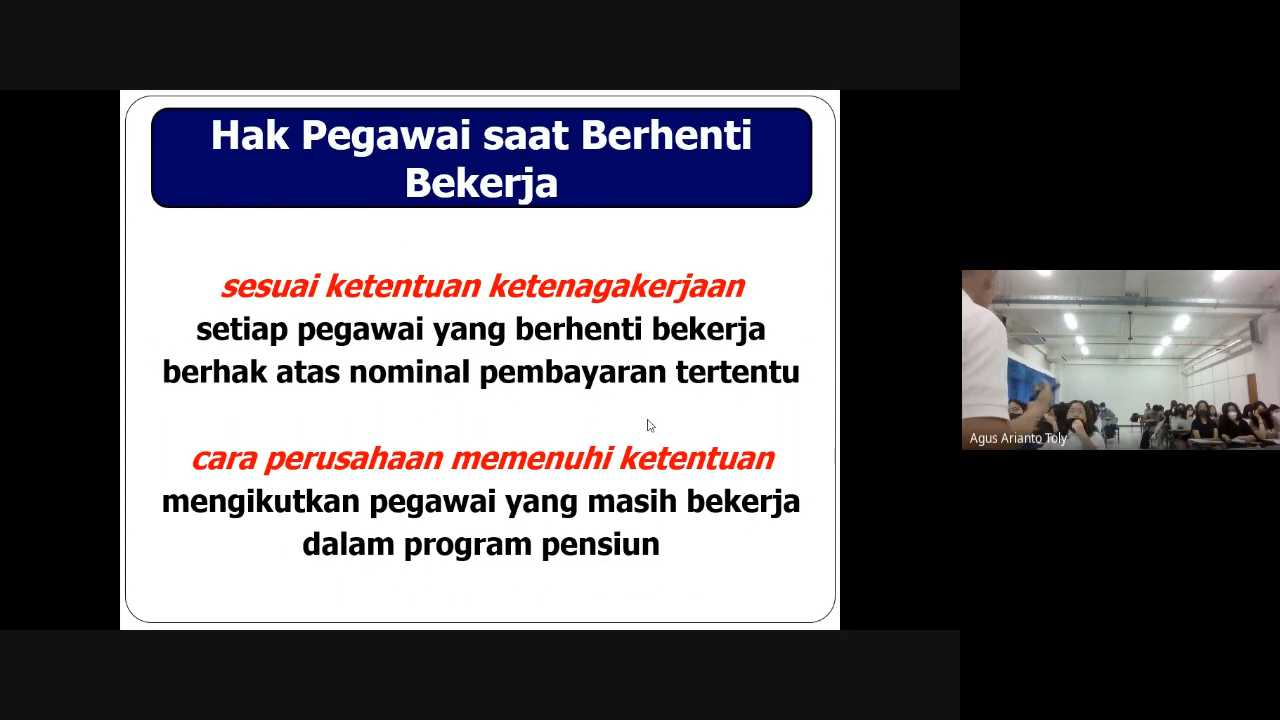 Hak Pegawai saat Berhenti
Bekerja
sesuai ketentuan ketenagakerjaan
setiap pegawai yang berhenti bekerja
berhak atas nominal pembayaran tertentu
cara perusahaan memenuhi ketentuan
mengikutkan pegawai yang masih bekerja
dalam program pensiun
Agus Arianto Toly